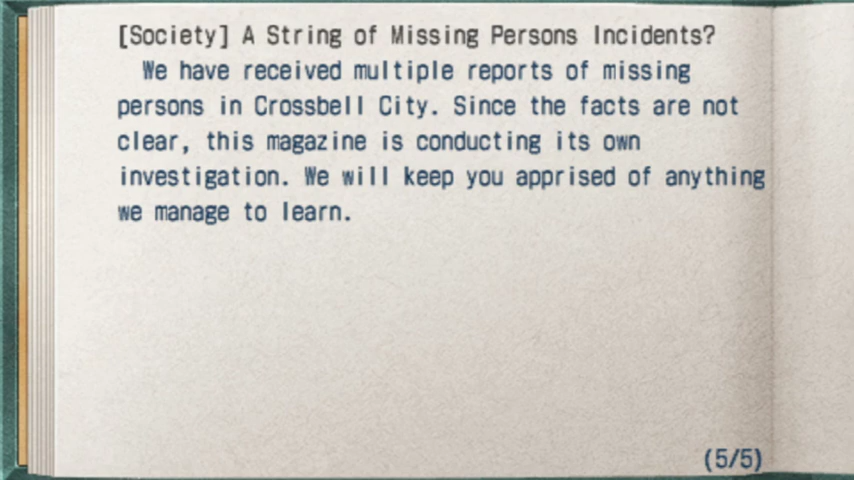 [Society] A String of Missing Persons Incidents?
We have received multiple reports of missing
persons in Crossbell City. Since the facts are not
clear, this magazine is conducting its own
investigation. We will keep you apprised of anything
we manage to learn.
(5/5)